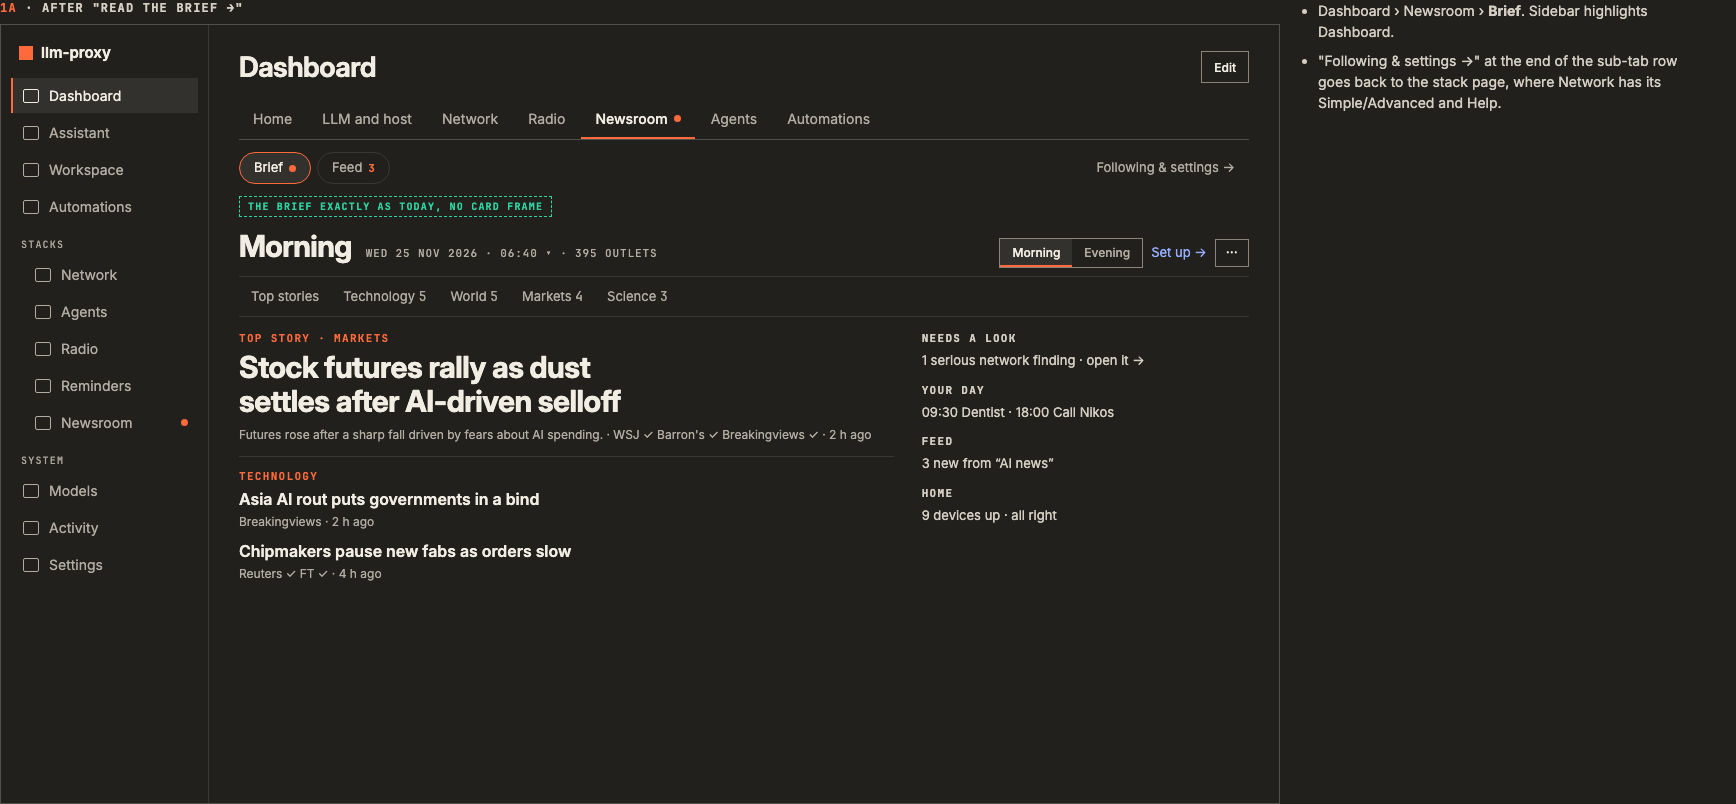 1A · AFTER "READ THE BRIEF →"
llm-proxy
Dashboard
Assistant
Workspace
Automations
STACKS
Network
Agents
Radio
Reminders
Newsroom
SYSTEM
Models
Activity
Settings
Dashboard
Edit
Home LLM and host Network Radio Newsroom Agents Automations
Brief Feed 3 Following & settings →
THE BRIEF EXACTLY AS TODAY, NO CARD FRAME
Morning WED 25 NOV 2026 · 06:40 ▾ · 395 OUTLETS Morning Evening Set up → ···
Top stories Technology 5 World 5 Markets 4 Science 3
TOP STORY · MARKETS
Stock futures rally as dust
settles after AI-driven selloff
Futures rose after a sharp fall driven by fears about AI spending. · WSJ ✓ Barron's ✓ Breakingviews ✓ · 2 h ago
TECHNOLOGY
Asia AI rout puts governments in a bind
Breakingviews · 2 h ago
Chipmakers pause new fabs as orders slow
Reuters ✓ FT ✓ · 4 h ago
NEEDS A LOOK
1 serious network finding · open it →
YOUR DAY
09:30 Dentist · 18:00 Call Nikos
FEED
3 new from “AI news”
HOME
9 devices up · all right
• Dashboard › Newsroom › Brief. Sidebar highlights
Dashboard.
• "Following & settings →" at the end of the sub-tab row
goes back to the stack page, where Network has its
Simple/Advanced and Help.